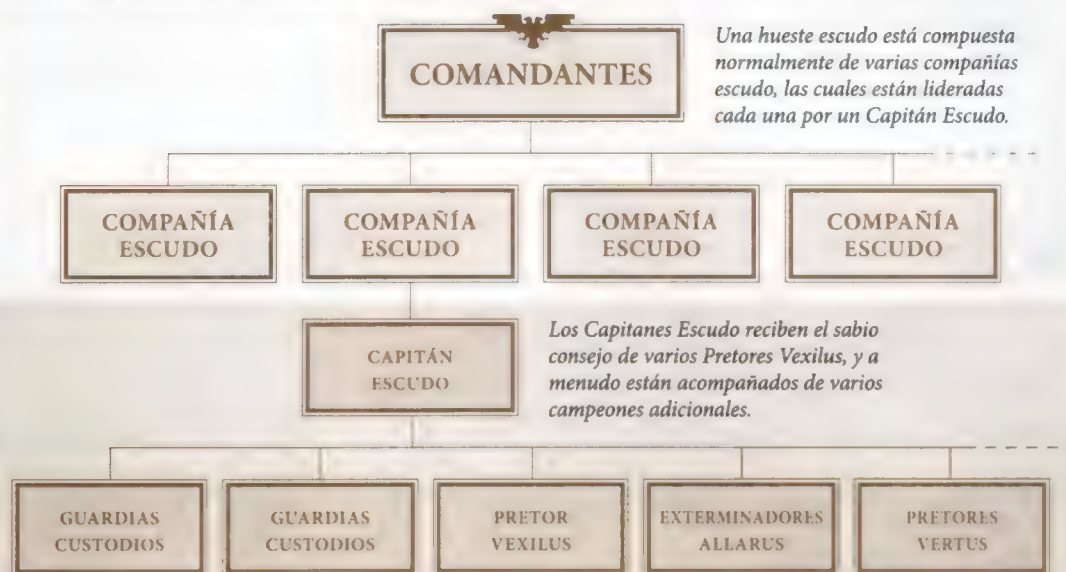 COMANDANTES
Una hueste escudo está compuesta
normalmente de varias compañías
escudo, las cuales están lideradas
cada una por un Capitán Escudo.
COMPAÑÍA
ESCUDO
COMPAÑÍA
ESCUDO
COMPAÑÍA
ESCUDO
COMPAÑÍA
ESCUDO
CAPITÁN
ESCUDO
Los Capitanes Escudo reciben el sabio
consejo de varios Pretores Vexilus, y a
menudo están acompañados de varios
campeones adicionales.
GUARDIAS
CUSTODIOS
GUARDIAS
CUSTODIOS
PRETOR
VEXILUS
EXTERMINADORES
ALLARUS
PRETORES
VERTUS